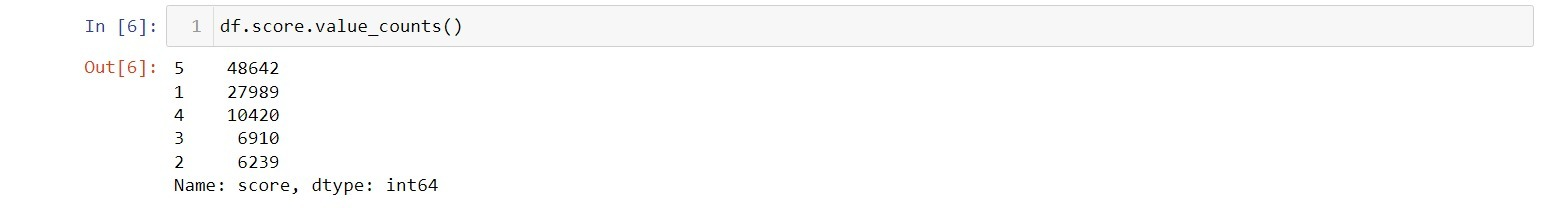 In [6]: 1 df.score.value_counts()
Out[6]: 5 48642
1 27989
4 10420
3 6910
2 6239
Name: score, dtype: int64